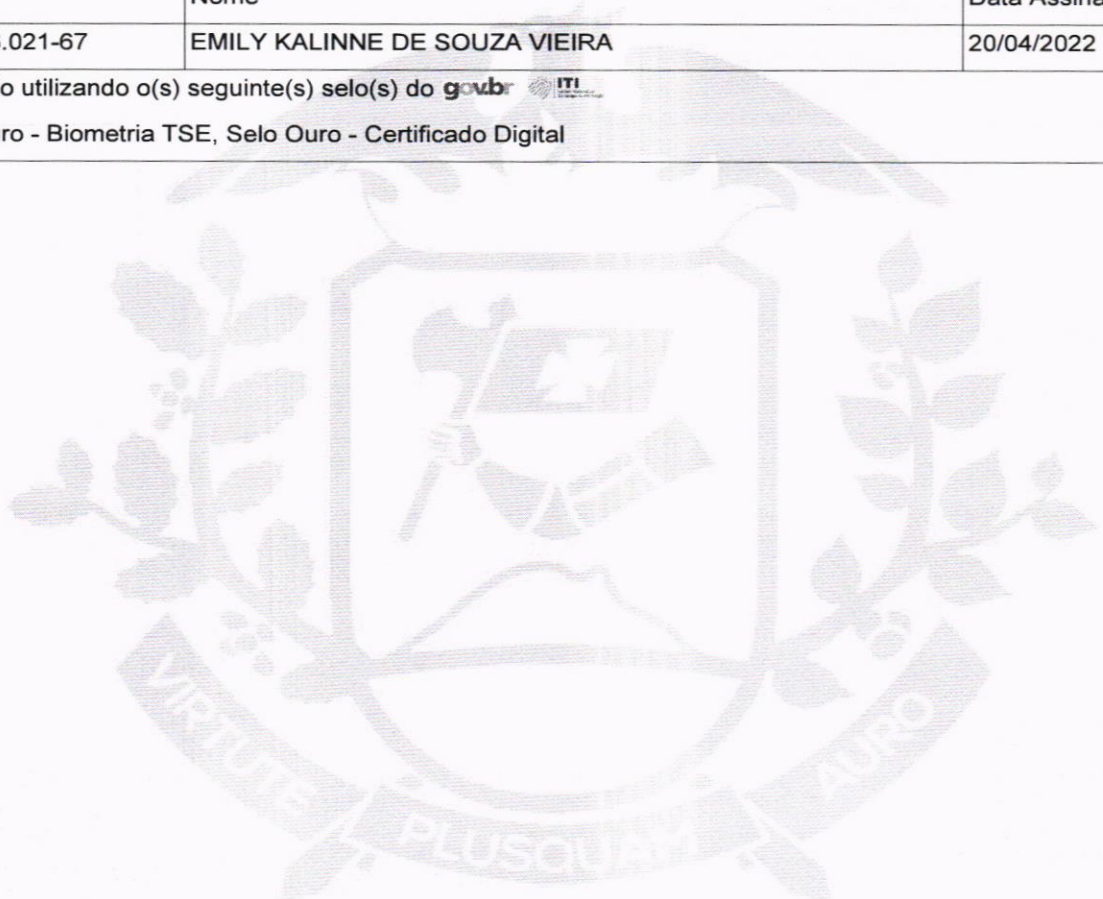 Nome Data Assina
.021-67 EMILY KALINNE DE SOUZA VIEIRA 20/04/2022
o utilizando o(s) seguinte(s) selo(s) do gov.br ITI
ro - Biometria TSE, Selo Ouro - Certificado Digital
VIRTUTE PLUSQUAM AURO